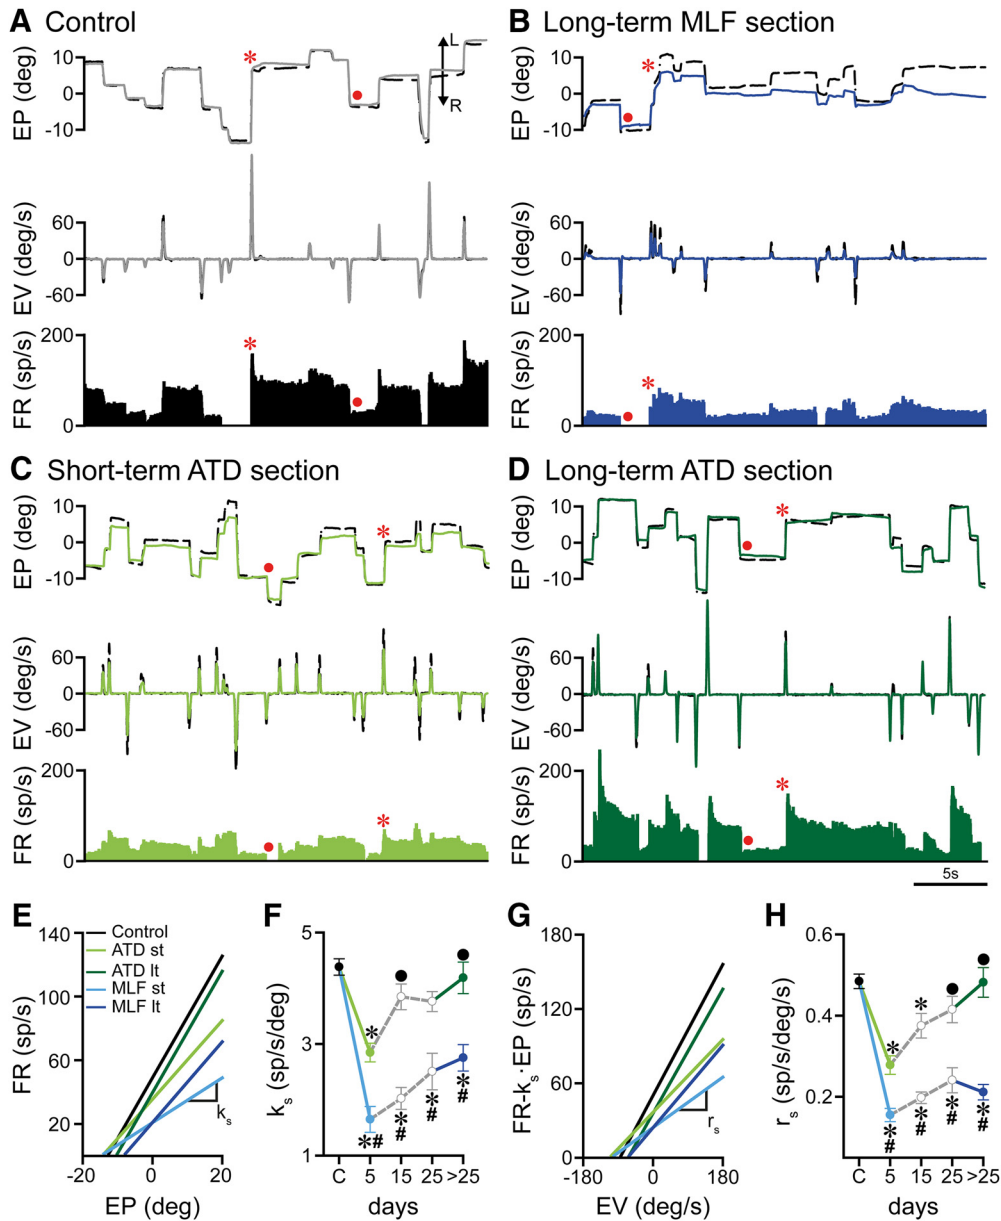 A Control
EP (deg)
10
0
-10
L
R
*
EV (deg/s)
60
0
-60
FR (sp/s)
200
0
*
B Long-term MLF section
EP (deg)
10
0
-10
*
EV (deg/s)
60
0
-60
FR (sp/s)
200
0
*
C Short-term ATD section
EP (deg)
10
0
-10
*
EV (deg/s)
60
0
-60
FR (sp/s)
200
0
*
D Long-term ATD section
EP (deg)
10
0
-10
*
EV (deg/s)
60
0
-60
FR (sp/s)
200
0
*
5s
E
FR (sp/s)
140
100
60
20
Control
ATD st
ATD lt
MLF st
MLF lt
ks
-20 0 20
EP (deg)
F
ks (sp/s/deg)
5
3
1
*
*# * # * # * #
C 5 15 25 >25
days
G
FR-ks·EP (sp/s)
180
120
60
0
rs
-180 0 180
EV (deg/s)
H
rs (sp/s/deg/s)
0.6
0.4
0.2
* *
* # * # * # * #
C 5 15 25 >25
days